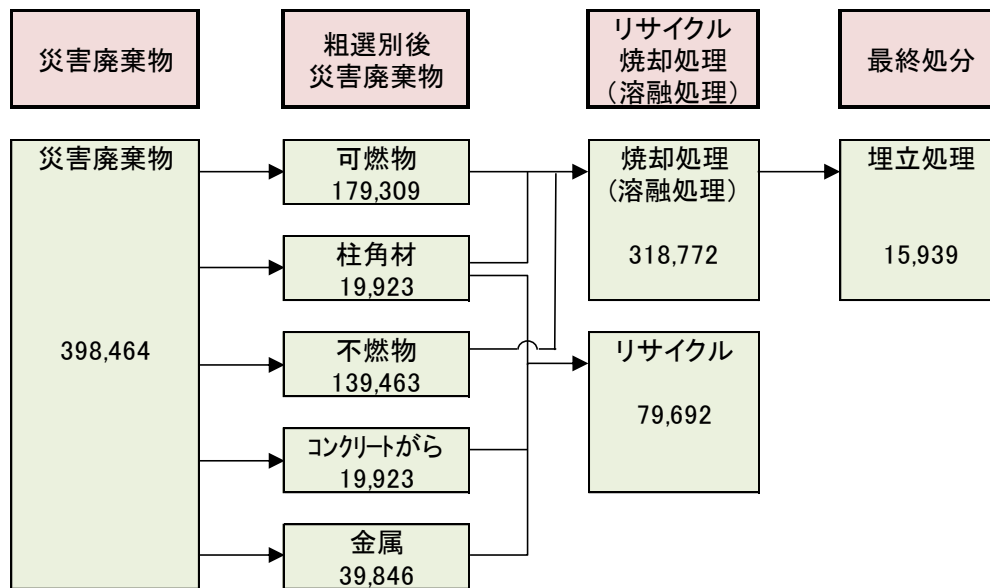 災害廃棄物
粗選別後
災害廃棄物
リサイクル
焼却処理
（溶融処理）
最終処分
災害廃棄物
398,464
可燃物
179,309
柱角材
19,923
不燃物
139,463
コンクリートがら
19,923
金属
39,846
焼却処理
（溶融処理）
318,772
リサイクル
79,692
埋立処理
15,939